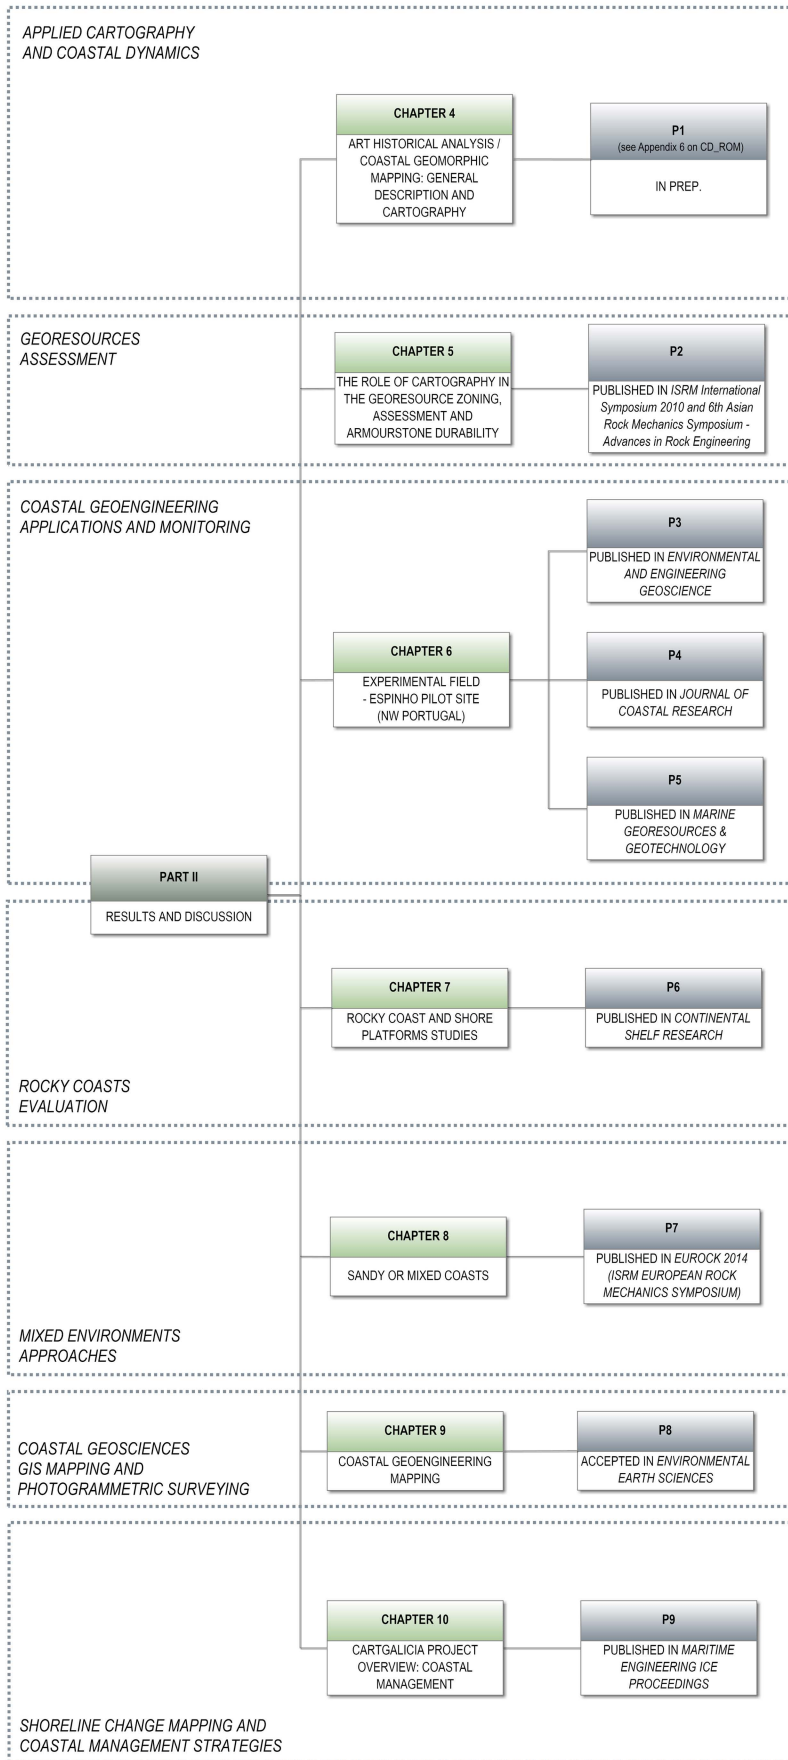 APPLIED CARTOGRAPHY
AND COASTAL DYNAMICS
CHAPTER 4
ART HISTORICAL ANALYSIS /
COASTAL GEOMORPHIC
MAPPING: GENERAL
DESCRIPTION AND
CARTOGRAPHY
P1
(see Appendix 6 on CD_ROM)
IN PREP.
GEORESOURCES
ASSESSMENT
CHAPTER 5
THE ROLE OF CARTOGRAPHY IN
THE GEORESOURCE ZONING,
ASSESSMENT AND
ARMOURSTONE DURABILITY
P2
PUBLISHED IN ISRM International
Symposium 2010 and 6th Asian
Rock Mechanics Symposium -
Advances in Rock Engineering
COASTAL GEOENGINEERING
APPLICATIONS AND MONITORING
P3
PUBLISHED IN ENVIRONMENTAL
AND ENGINEERING
GEOSCIENCE
CHAPTER 6
EXPERIMENTAL FIELD
- ESPINHO PILOT SITE
(NW PORTUGAL)
P4
PUBLISHED IN JOURNAL OF
COASTAL RESEARCH
P5
PUBLISHED IN MARINE
GEORESOURCES &
GEOTECHNOLOGY
PART II
RESULTS AND DISCUSSION
CHAPTER 7
ROCKY COAST AND SHORE
PLATFORMS STUDIES
P6
PUBLISHED IN CONTINENTAL
SHELF RESEARCH
ROCKY COASTS
EVALUATION
CHAPTER 8
SANDY OR MIXED COASTS
P7
PUBLISHED IN EUROCK 2014
(ISRM EUROPEAN ROCK
MECHANICS SYMPOSIUM)
MIXED ENVIRONMENTS
APPROACHES
CHAPTER 9
COASTAL GEOENGINEERING
MAPPING
P8
ACCEPTED IN ENVIRONMENTAL
EARTH SCIENCES
COASTAL GEOSCIENCES
GIS MAPPING AND
PHOTOGRAMMETRIC SURVEYING
CHAPTER 10
CARTGALICIA PROJECT
OVERVIEW: COASTAL
MANAGEMENT
P9
PUBLISHED IN MARITIME
ENGINEERING ICE
PROCEEDINGS
SHORELINE CHANGE MAPPING AND
COASTAL MANAGEMENT STRATEGIES